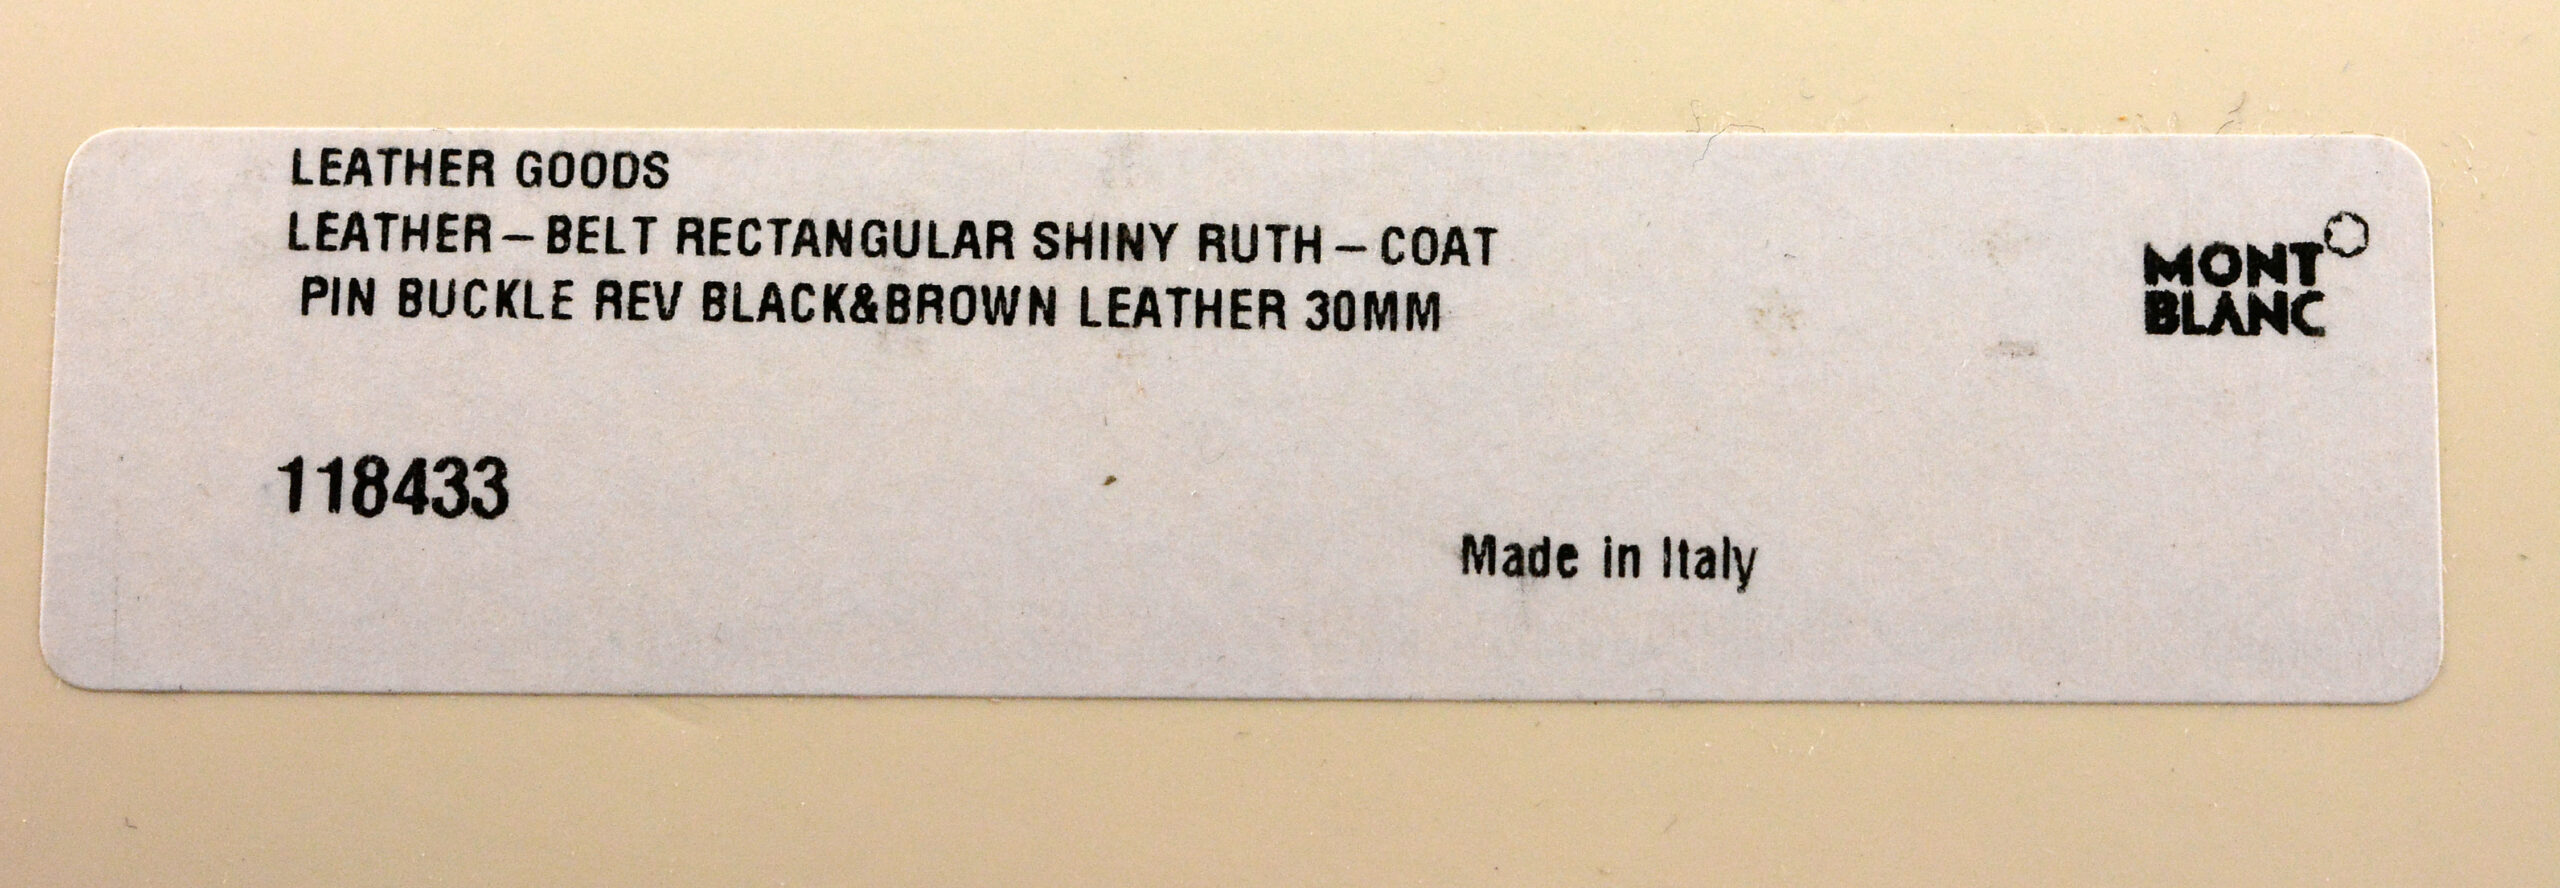 LEATHER GOODS
LEATHER-BELT RECTANGULAR SHINY RUTH-COAT
PIN BUCKLE REV BLACK&BROWN LEATHER 30MM
MONT
BLANC
118433
Made in Italy